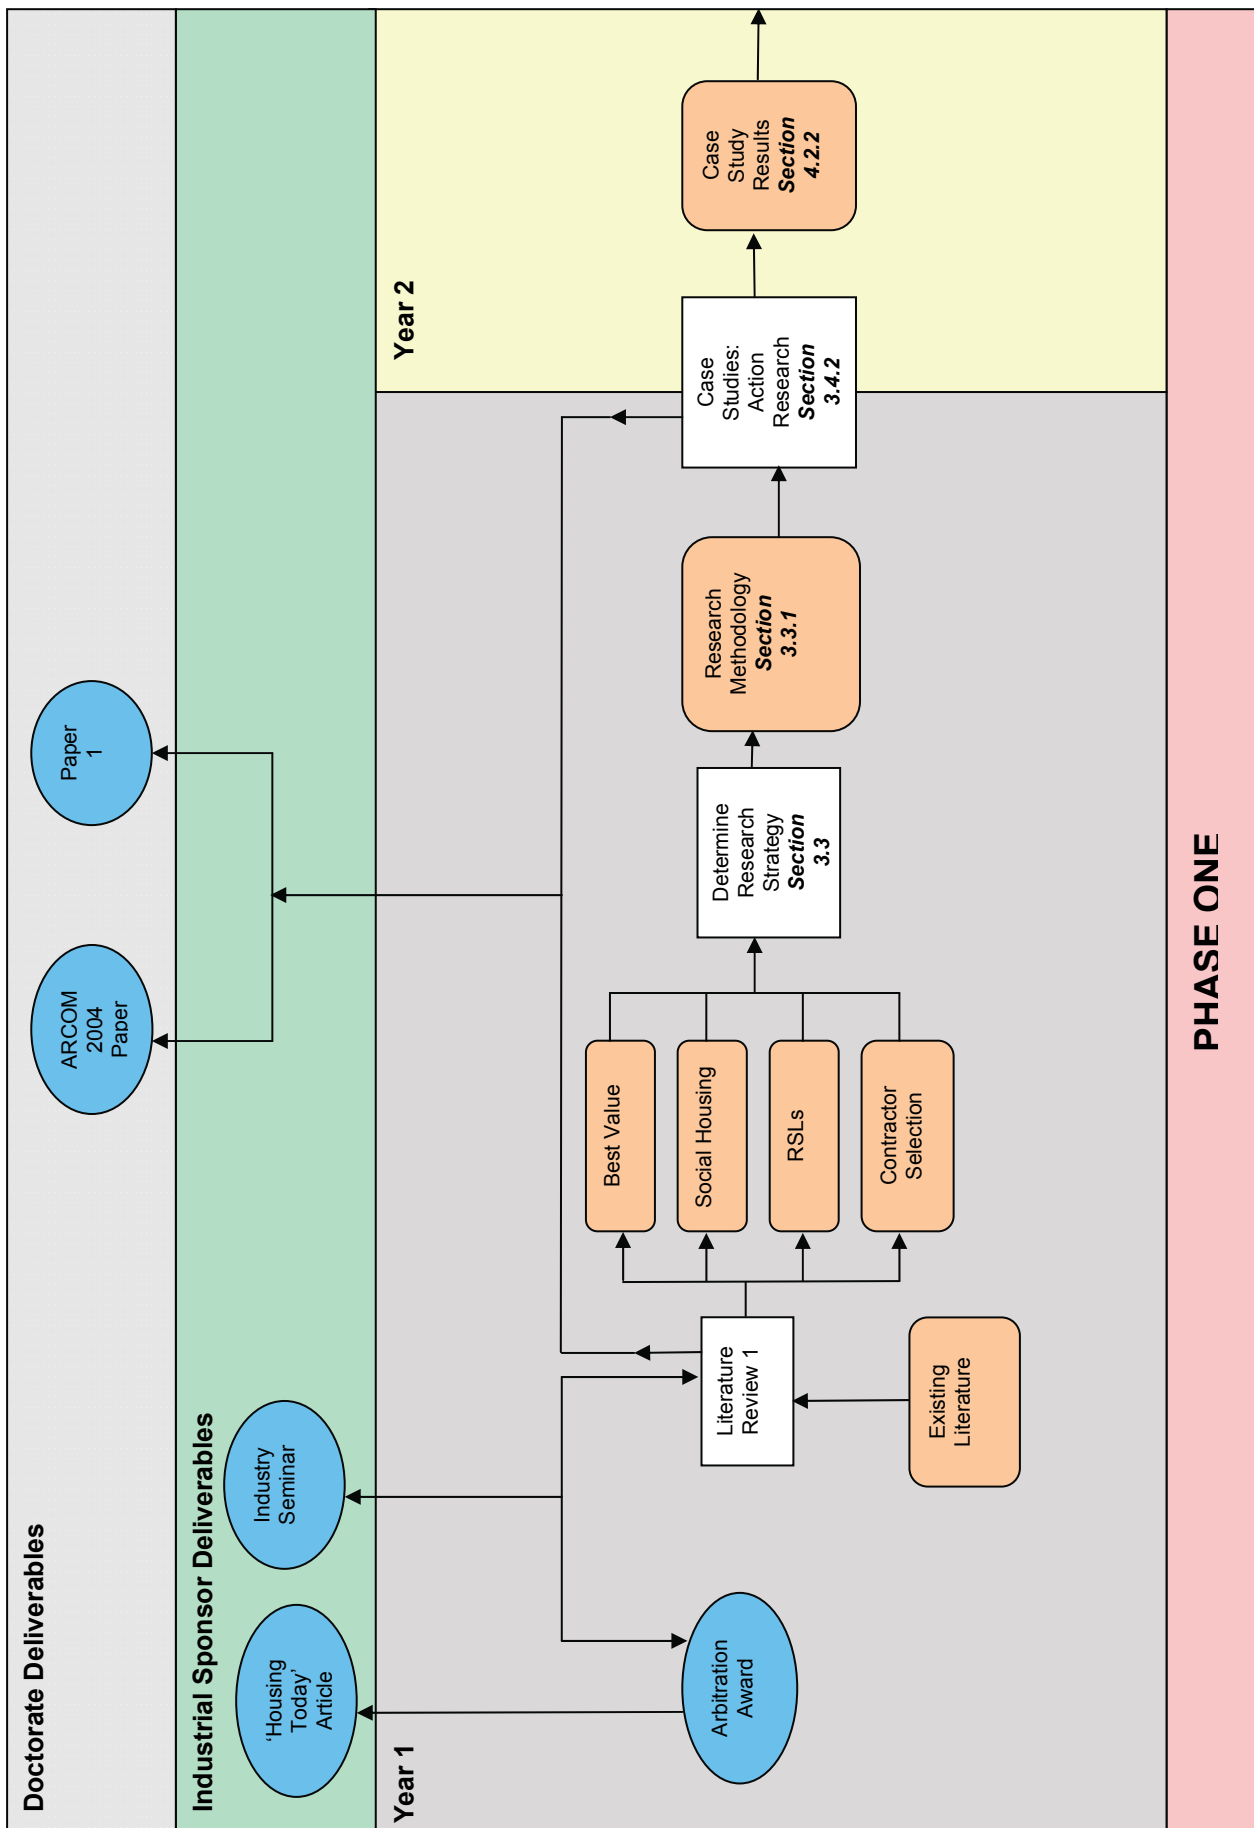 Doctorate Deliverables
ARCOM
2004
Paper
Paper
1
Industrial Sponsor Deliverables
'Housing
Today'
Article
Industry
Seminar
Year 1
Year 2
Arbitration
Award
Literature
Review 1
Existing
Literature
Best Value
Social Housing
RSLs
Contractor
Selection
Determine
Research
Strategy
Section
3.3
Research
Methodology
Section
3.3.1
Case
Studies:
Action
Research
Section
3.4.2
Case
Study
Results
Section
4.2.2
PHASE ONE